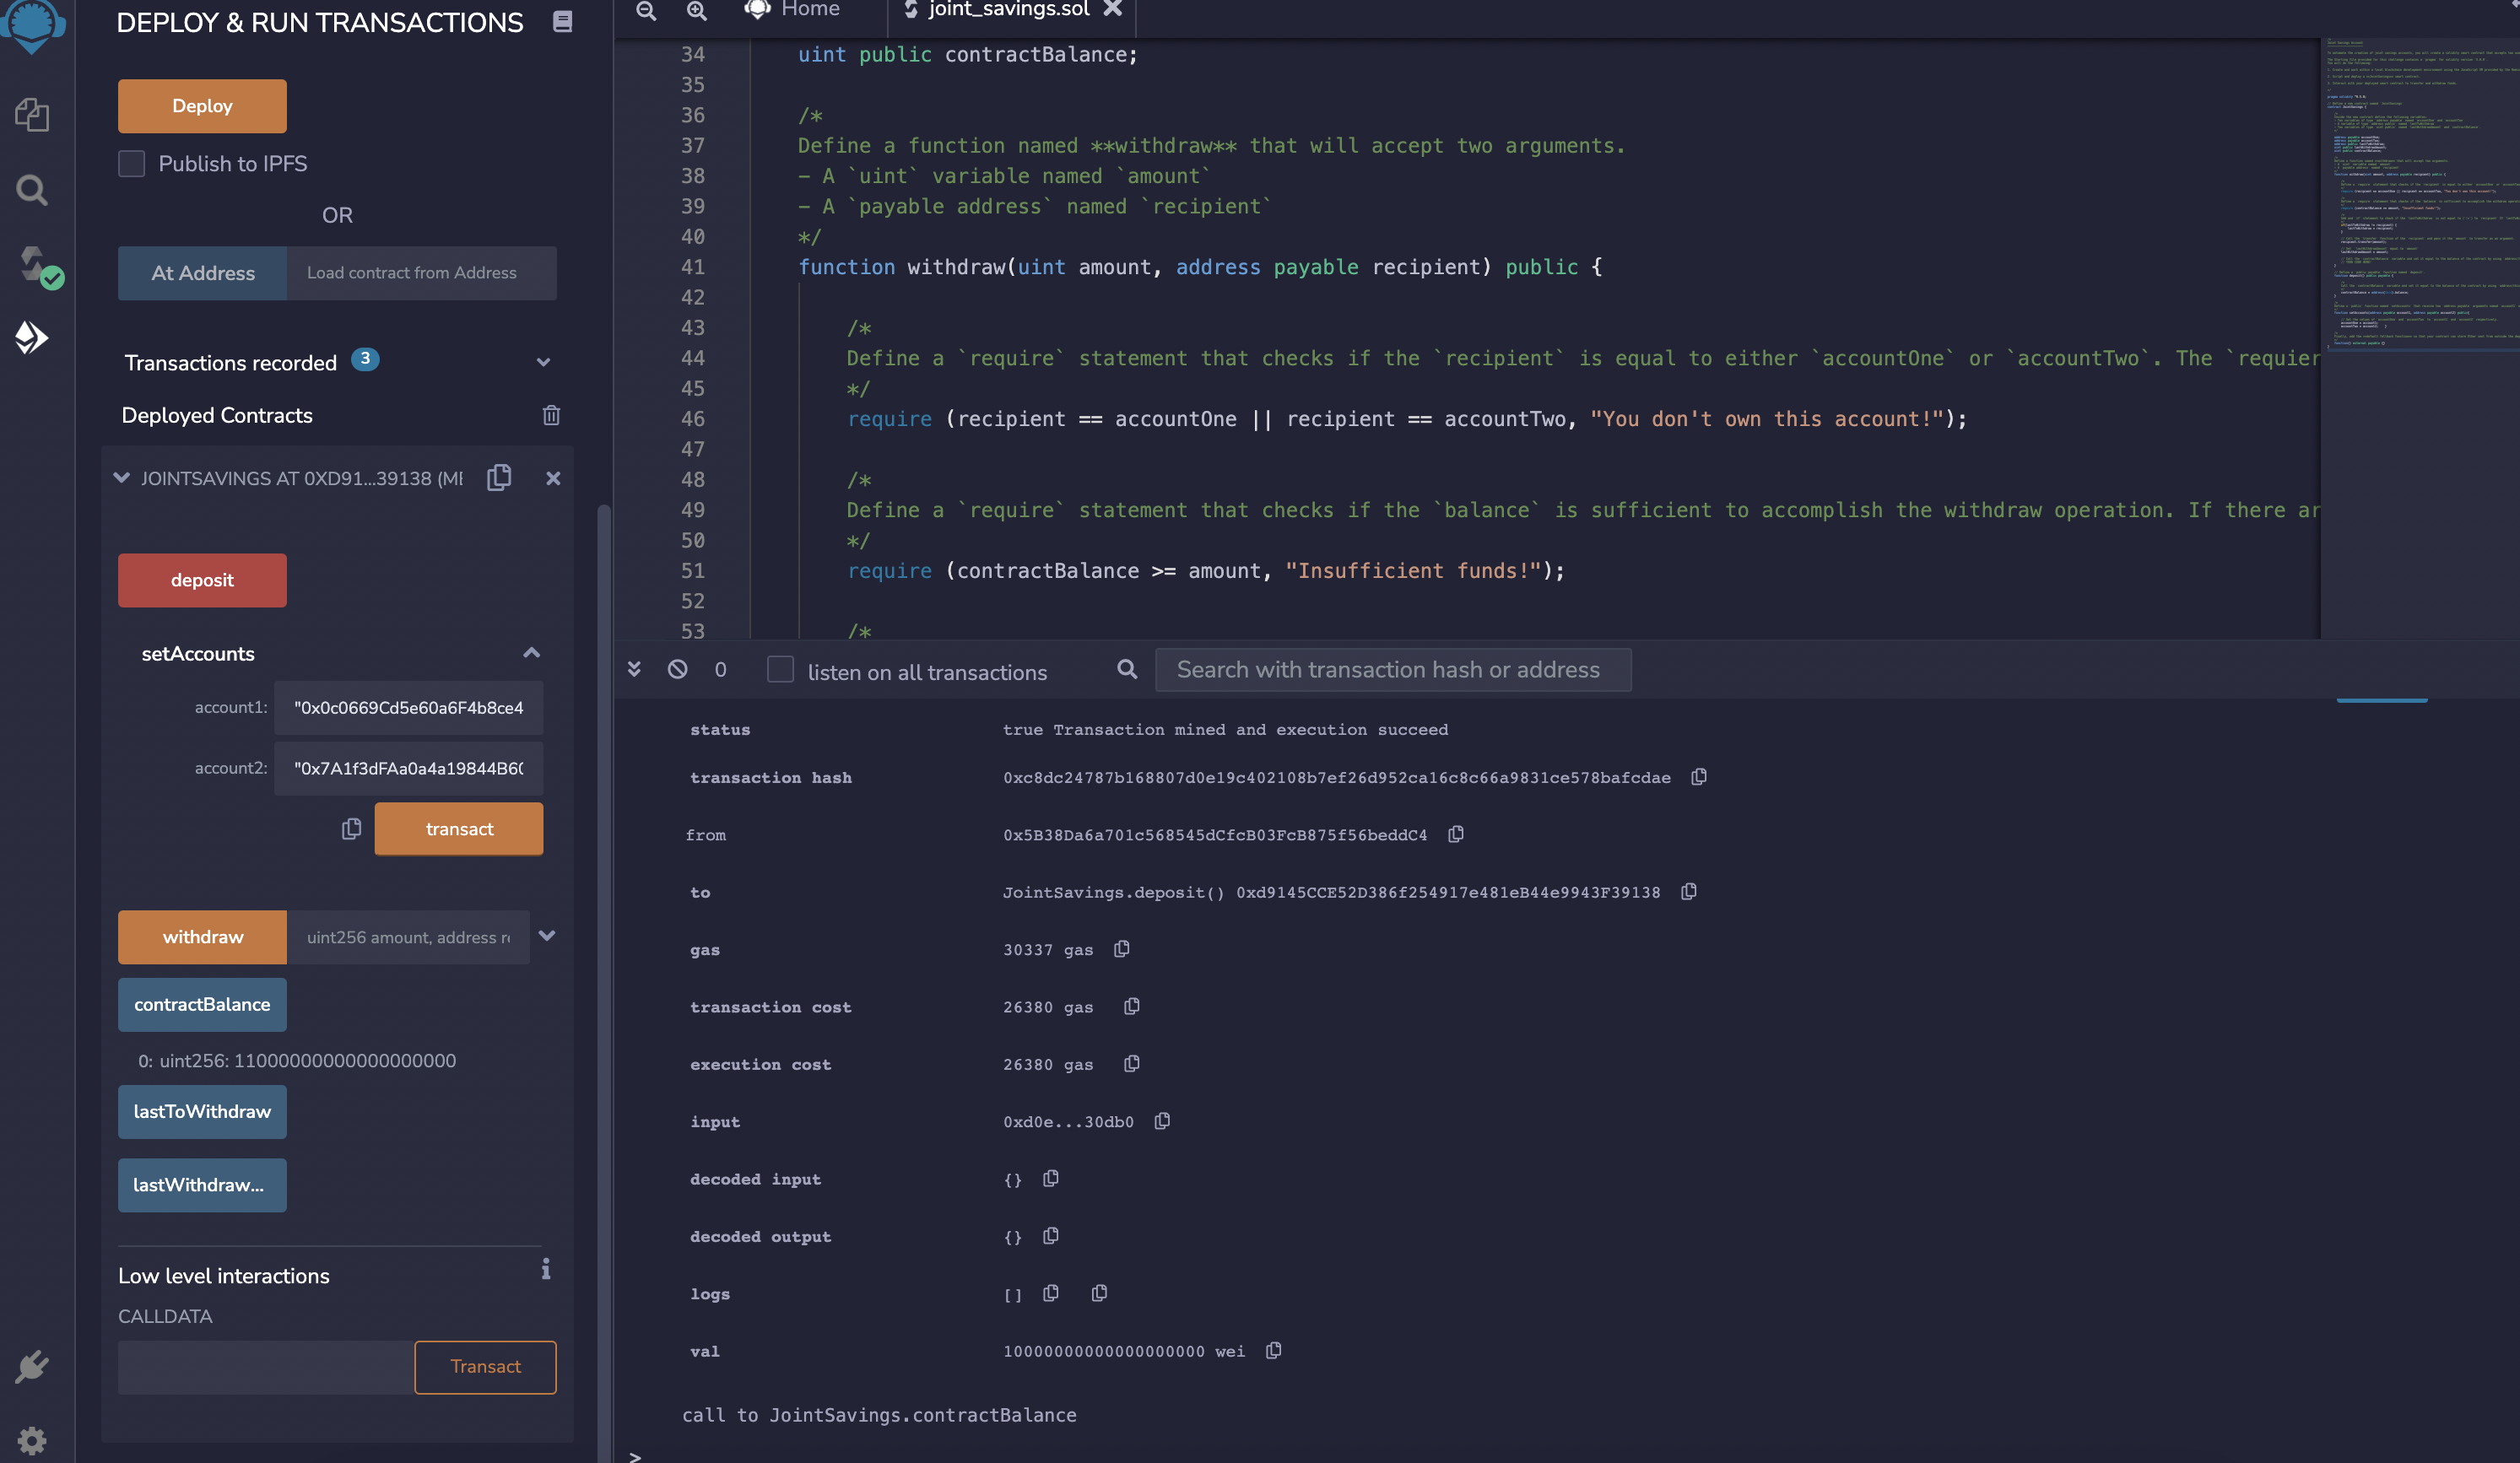 DEPLOY & RUN TRANSACTIONS
Deploy
Publish to IPFS
OR
At Address
Load contract from Address
Transactions recorded 3
Deployed Contracts
JOINTSAVINGS AT 0XD91...39138 (M
deposit
setAccounts
account1: "0x0c0669Cd5e60a6F4b8ce4
account2: "0x7A1f3dFAa0a4a19844B60
transact
withdraw
uint256 amount, address re
contractBalance
0: uint256: 11000000000000000000
lastToWithdraw
lastWithdraw...
Low level interactions
CALLDATA
Transact
Home
joint_savings.sol
34 uint public contractBalance;
35
36 /*
37 Define a function named **withdraw** that will accept two arguments.
38 - A `uint` variable named `amount`
39 - A `payable address` named `recipient`
40 */
41 function withdraw(uint amount, address payable recipient) public {
42
43 /*
44 Define a `require` statement that checks if the `recipient` is equal to either `accountOne` or `accountTwo`. The `requier
45 */
46 require (recipient == accountOne || recipient == accountTwo, "You don't own this account!");
47
48 /*
49 Define a `require` statement that checks if the `balance` is sufficient to accomplish the withdraw operation. If there ar
50 */
51 require (contractBalance >= amount, "Insufficient funds!");
52
53 /*
0
listen on all transactions
Search with transaction hash or address
status true Transaction mined and execution succeed
transaction hash 0xc8dc24787b168807d0e19c402108b7ef26d952ca16c8c66a9831ce578bafcdae
from 0x5B38Da6a701c568545dCfcB03FcB875f56beddC4
to JointSavings.deposit() 0xd9145CCE52D386f254917e481eB44e9943F39138
gas 30337 gas
transaction cost 26380 gas
execution cost 26380 gas
input 0xd0e...30db0
decoded input {}
decoded output {}
logs []
val 10000000000000000000 wei
call to JointSavings.contractBalance
>